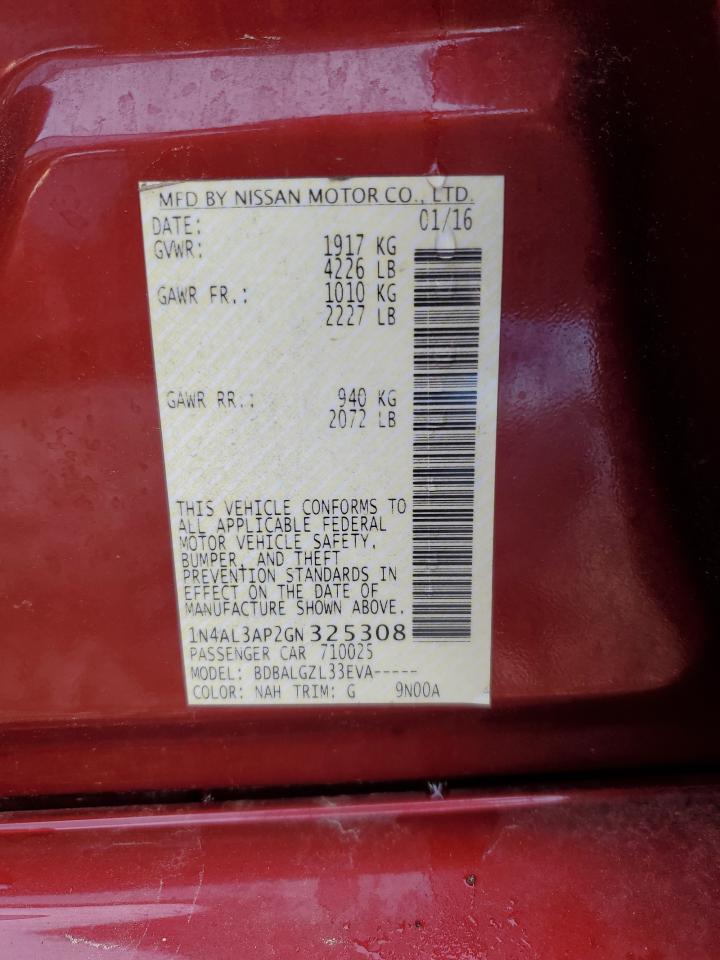 MFD BY NISSAN MOTOR CO., LTD.
DATE: 01/16
GVWR: 1917 KG
4226 LB
GAWR FR.: 1010 KG
2227 LB
GAWR RR.: 940 KG
2072 LB
THIS VEHICLE CONFORMS TO
ALL APPLICABLE FEDERAL
MOTOR VEHICLE SAFETY,
BUMPER, AND THEFT
PREVENTION STANDARDS IN
EFFECT ON THE DATE OF
MANUFACTURE SHOWN ABOVE.
1N4AL3AP2GN325308
PASSENGER CAR 710025
MODEL: BDBALGZL33EVA-----
COLOR: NAH TRIM: G 9N00A